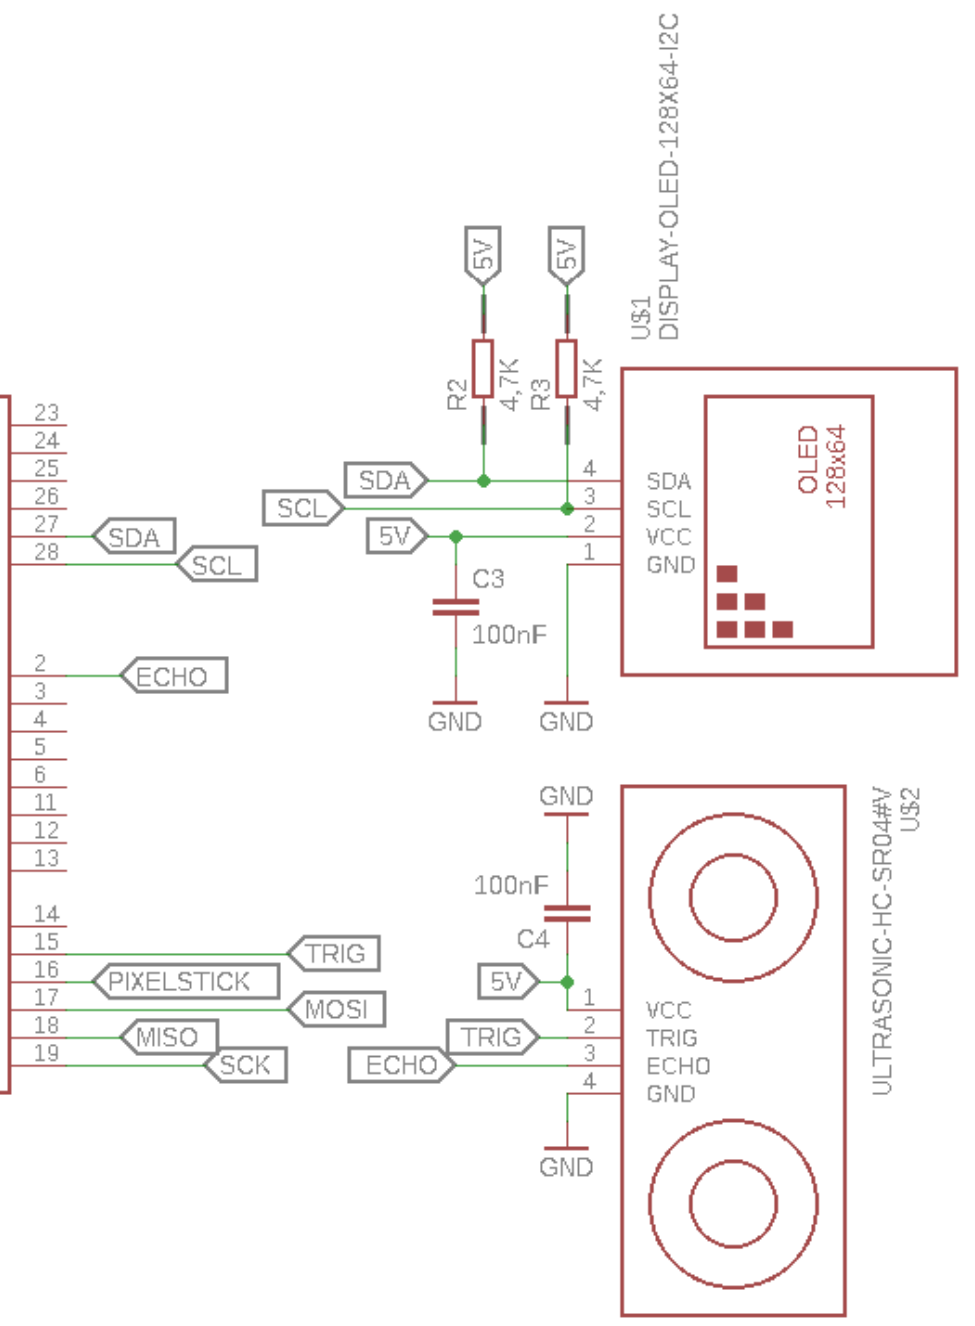 U$1
DISPLAY-OLED-128X64-I2C
5V
5V
R2
4,7K
R3
4,7K
OLED
128x64
23
24
25
26
27
SDA
28
SCL
SDA
4
SDA
SCL
3
SCL
5V
2
VCC
1
GND
C3
100nF
GND
GND
2
ECHO
3
4
5
6
11
12
13
14
15
TRIG
16
PIXELSTICK
17
MOSI
18
MISO
19
SCK
GND
100nF
C4
5V
1
VCC
TRIG
2
TRIG
ECHO
3
ECHO
4
GND
GND
ULTRASONIC-HC-SR04#V
U$2